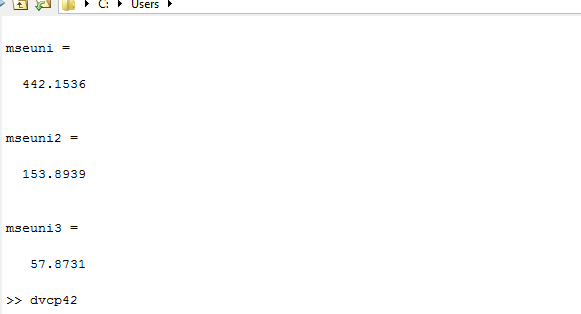 C: Users
mseuni =
442.1536
mseuni2 =
153.8939
mseuni3 =
57.8731
>> dvcp42